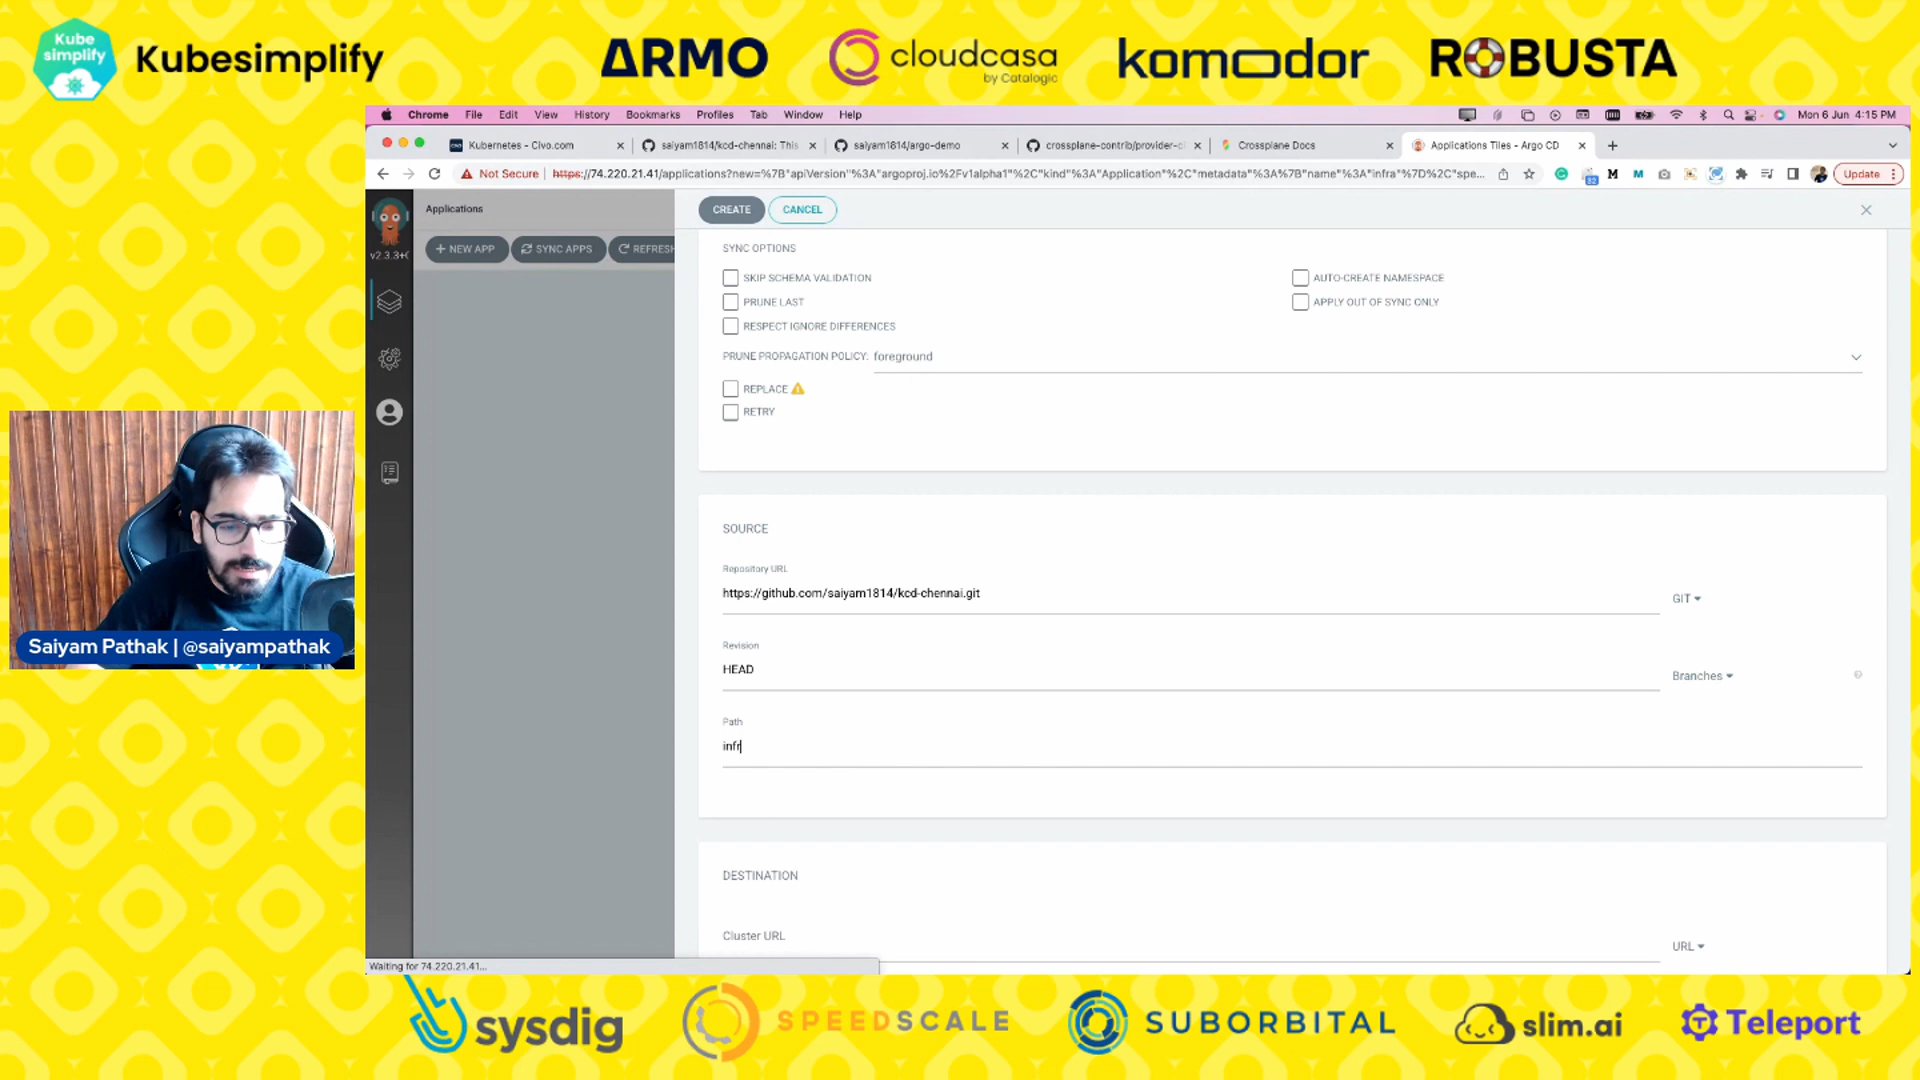 Kube
simplify
Kubesimplify
ARMO
cloudcasa
by Catalogic
komodor
ROBUSTA
Chrome File Edit View History Bookmarks Profiles Tab Window Help
Mon 6 Jun 4:15 PM
Kubernetes - Civo.com
saiyam1814/kcd-chennai: This
saiyam1814/argo-demo
crossplane-contrib/provider-ci
Crossplane Docs
Applications Tiles - Argo CD
Not Secure
https://74.220.21.41/applications?new=%7B"apiVersion"%3A"argoproj.io%2Fv1alpha1"%2C"kind"%3A"Application"%2C"metadata"%3A%7B"name"%3A"infra"%7D%2C"spe...
Update
v2.3.3+(
Applications
NEW APP
SYNC APPS
REFRESH
CREATE
CANCEL
SYNC OPTIONS
SKIP SCHEMA VALIDATION
AUTO-CREATE NAMESPACE
PRUNE LAST
APPLY OUT OF SYNC ONLY
RESPECT IGNORE DIFFERENCES
PRUNE PROPAGATION POLICY: foreground
REPLACE
RETRY
SOURCE
Repository URL
https://github.com/saiyam1814/kcd-chennai.git
GIT
Revision
HEAD
Branches
Path
infr
DESTINATION
Cluster URL
URL
Waiting for 74.220.21.41...
Saiyam Pathak | @saiyampathak
sysdig
SPEEDSCALE
SUBORBITAL
slim.ai
Teleport